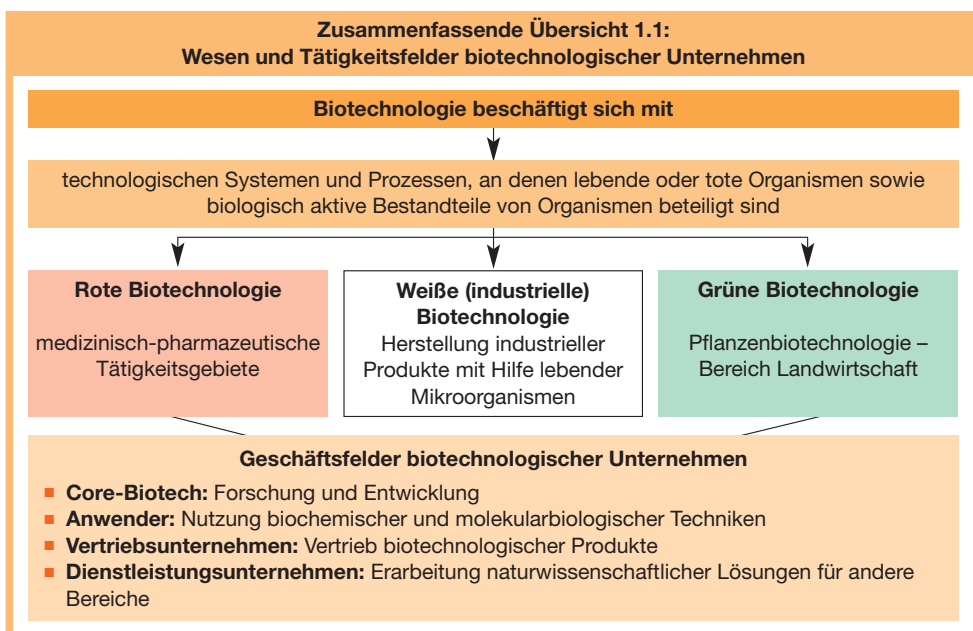 Zusammenfassende Übersicht 1.1:
Wesen und Tätigkeitsfelder biotechnologischer Unternehmen
Biotechnologie beschäftigt sich mit
technologischen Systemen und Prozessen, an denen lebende oder tote Organismen sowie
biologisch aktive Bestandteile von Organismen beteiligt sind
Rote Biotechnologie
medizinisch-pharmazeutische
Tätigkeitsgebiete
Weiße (industrielle)
Biotechnologie
Herstellung industrieller
Produkte mit Hilfe lebender
Mikroorganismen
Grüne Biotechnologie
Pflanzenbiotechnologie –
Bereich Landwirtschaft
Geschäftsfelder biotechnologischer Unternehmen
■ Core-Biotech: Forschung und Entwicklung
■ Anwender: Nutzung biochemischer und molekularbiologischer Techniken
■ Vertriebsunternehmen: Vertrieb biotechnologischer Produkte
■ Dienstleistungsunternehmen: Erarbeitung naturwissenschaftlicher Lösungen für andere
Bereiche